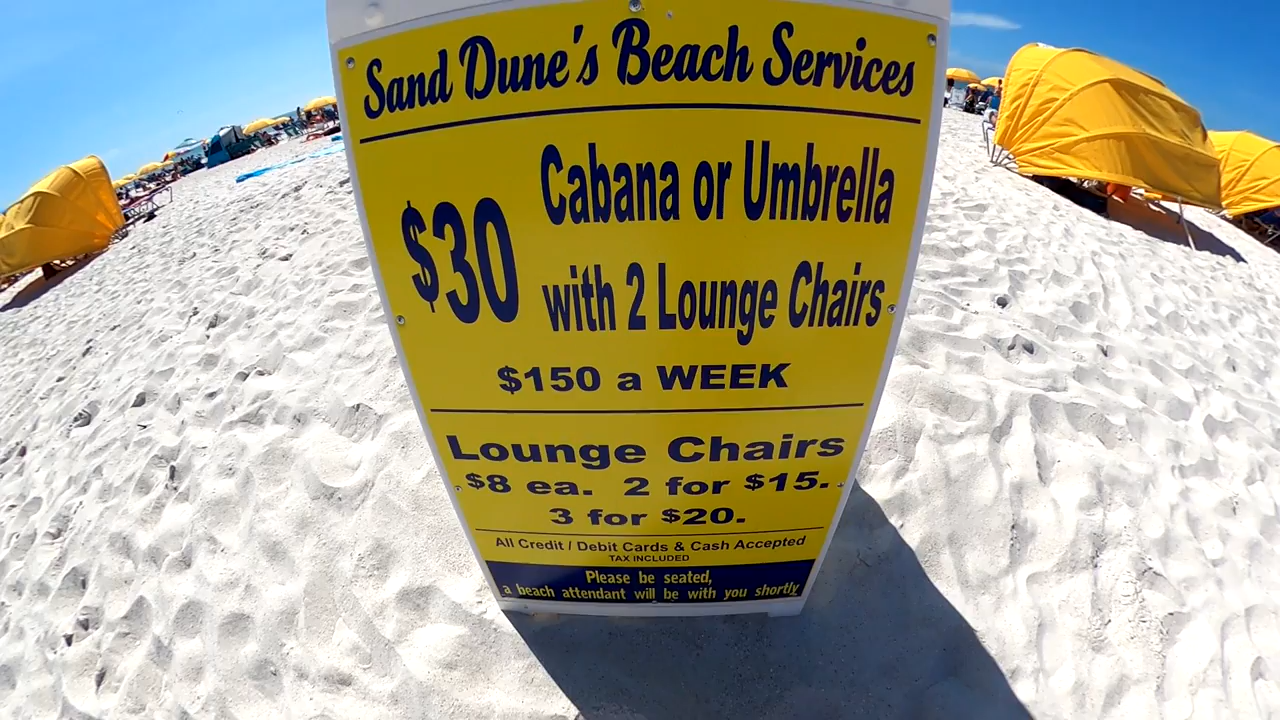 Sand Dune's Beach Services
$30 Cabana or Umbrella
with 2 Lounge Chairs
$150 a WEEK
Lounge Chairs
$8 ea. 2 for $15.
3 for $20.
All Credit / Debit Cards & Cash Accepted
TAX INCLUDED
Please be seated,
a beach attendant will be with you shortly